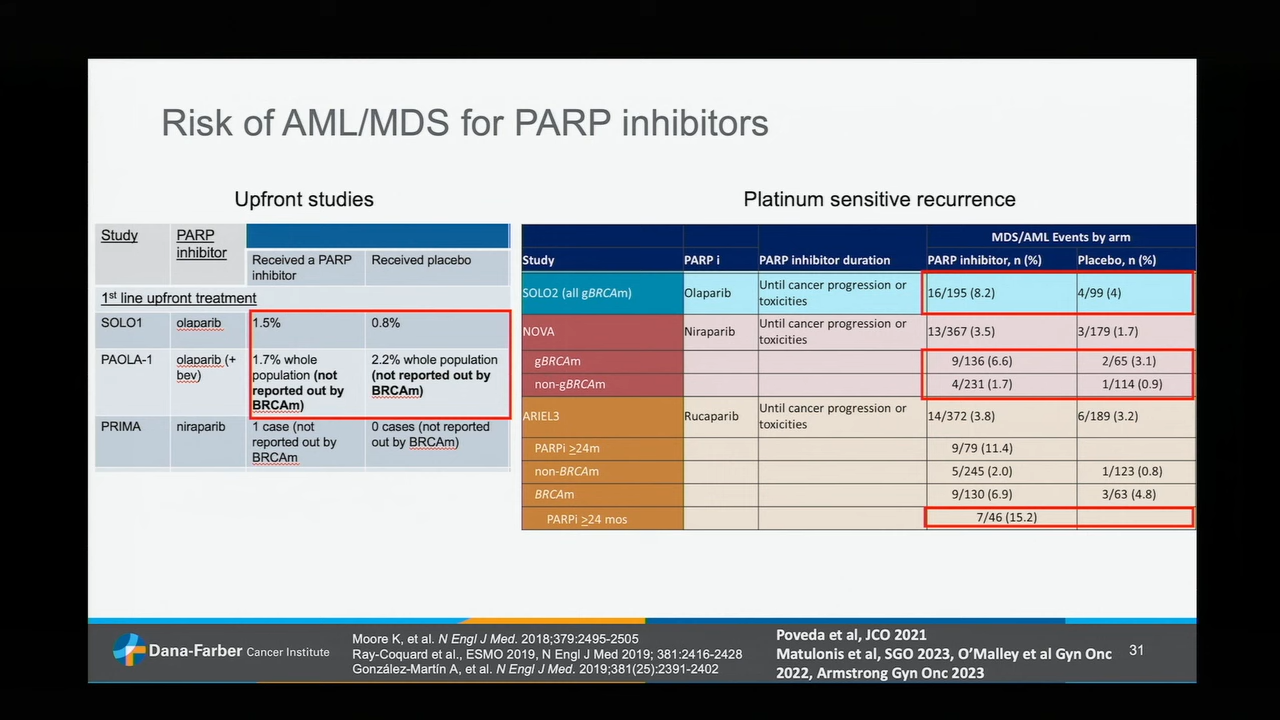 Risk of AML/MDS for PARP inhibitors
Upfront studies
Study
PARP
inhibitor
Received a PARP
inhibitor
Received placebo
1st line upfront treatment
SOLO1
olaparib
1.5%
0.8%
PAOLA-1
olaparib (+
bev)
1.7% whole
population (not
reported out by
BRCAm)
2.2% whole population
(not reported out by
BRCAm)
PRIMA
niraparib
1 case (not
reported out by
BRCAm
0 cases (not reported
out by BRCAm)
Platinum sensitive recurrence
MDS/AML Events by arm
Study
PARP i
PARP inhibitor duration
PARP inhibitor, n (%)
Placebo, n (%)
SOLO2 (all gBRCAm)
Olaparib
Until cancer progression or
toxicities
16/195 (8.2)
4/99 (4)
NOVA
Niraparib
Until cancer progression or
toxicities
13/367 (3.5)
3/179 (1.7)
gBRCAm
9/136 (6.6)
2/65 (3.1)
non-gBRCAm
4/231 (1.7)
1/114 (0.9)
ARIEL3
Rucaparib
Until cancer progression or
toxicities
14/372 (3.8)
6/189 (3.2)
PARPi ≥24m
9/79 (11.4)
non-BRCAm
5/245 (2.0)
1/123 (0.8)
BRCAm
9/130 (6.9)
3/63 (4.8)
PARPi ≥24 mos
7/46 (15.2)
Dana-Farber Cancer Institute
Moore K, et al. N Engl J Med. 2018;379:2495-2505
Ray-Coquard et al., ESMO 2019, N Engl J Med 2019; 381:2416-2428
González-Martín A, et al. N Engl J Med. 2019;381(25):2391-2402
Poveda et al, JCO 2021
Matulonis et al, SGO 2023, O’Malley et al Gyn Onc
2022, Armstrong Gyn Onc 2023
31